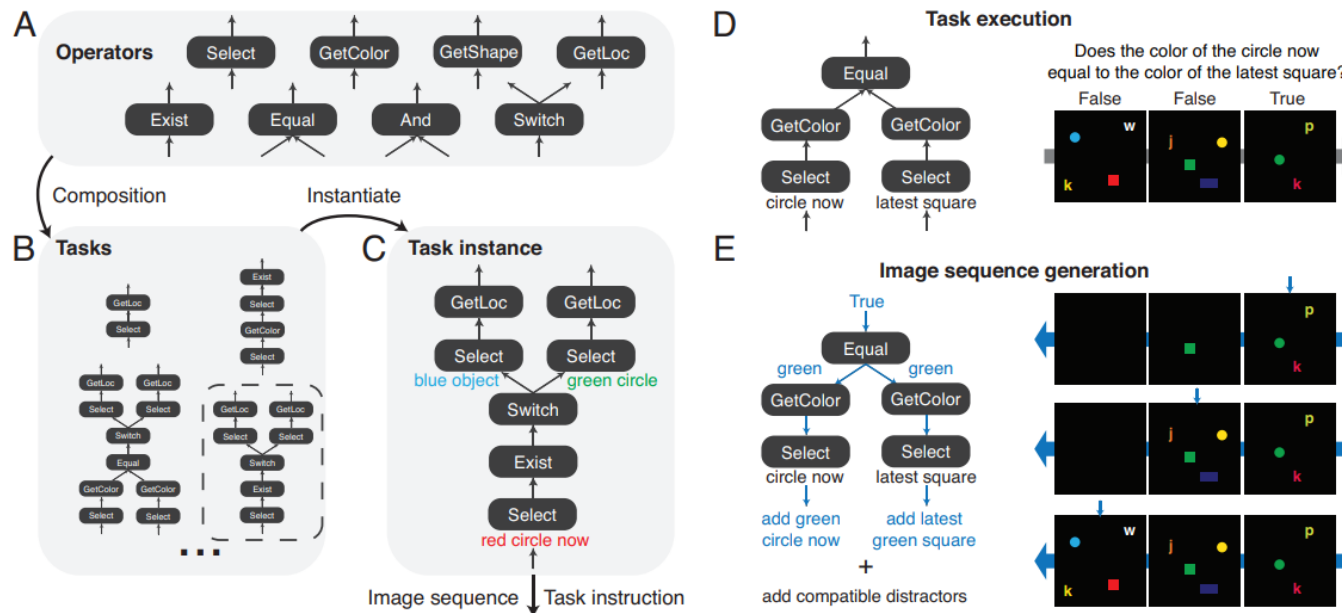 A
Operators
Select
GetColor
GetShape
GetLoc
Exist
Equal
And
Switch
Composition
Instantiate
B
Tasks
GetLoc
Select
Exist
Select
GetColor
Select
GetLoc
GetLoc
Select
Select
Switch
Equal
GetColor
GetColor
Select
Select
GetLoc
GetLoc
Select
Select
Switch
Exist
Select
...
C
Task instance
GetLoc
GetLoc
Select
Select
blue object
green circle
Switch
Exist
Select
red circle now
Image sequence
Task instruction
D
Task execution
Equal
GetColor
GetColor
Select
Select
circle now
latest square
Does the color of the circle now
equal to the color of the latest square?
False
False
True
w
k
j
p
k
E
Image sequence generation
True
Equal
green
green
GetColor
GetColor
Select
Select
circle now
latest square
add green
circle now
add latest
green square
+
add compatible distractors
p
k
j
p
k
w
k
j
p
k